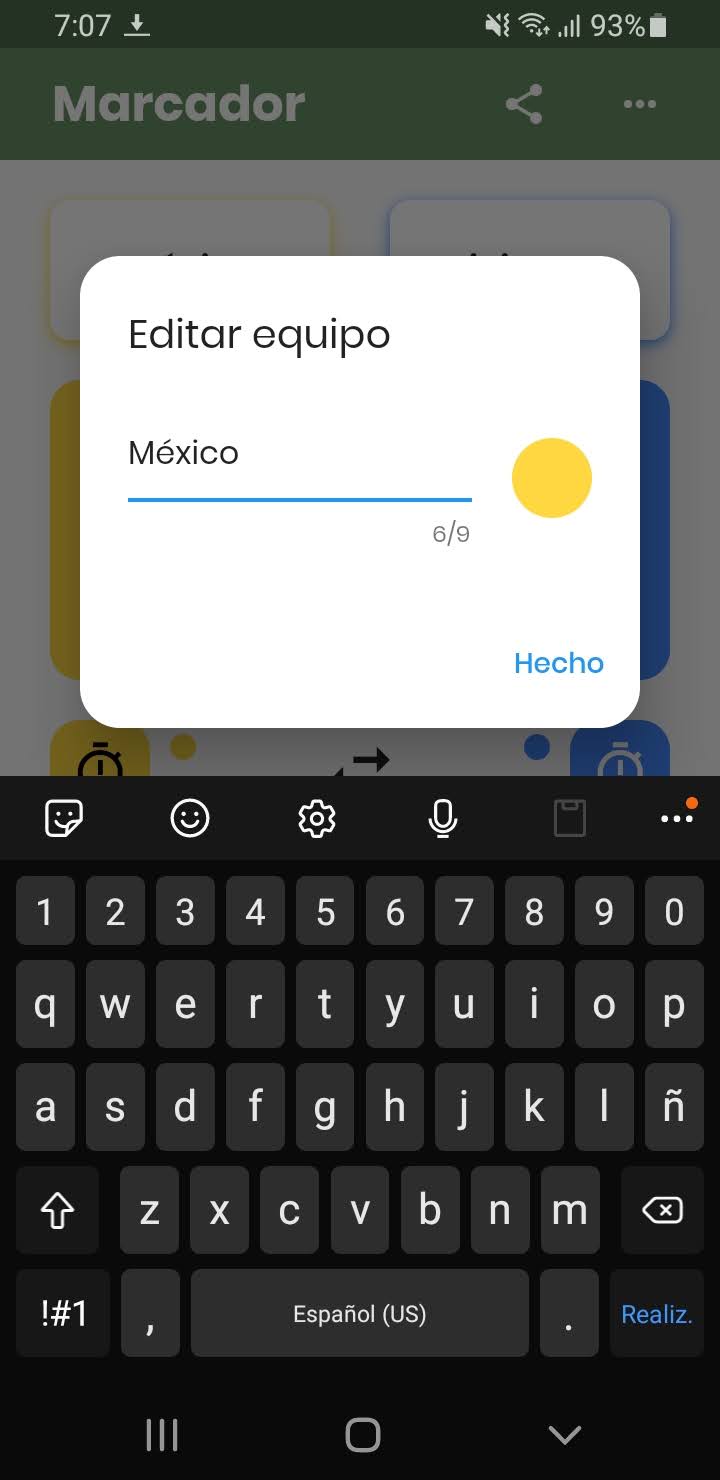 7:07 93%
Marcador
Editar equipo
México
6/9
Hecho
1 2 3 4 5 6 7 8 9 0
q w e r t y u i o p
a s d f g h j k l ñ
z x c v b n m
!#1 , Español (US) . Realiz.